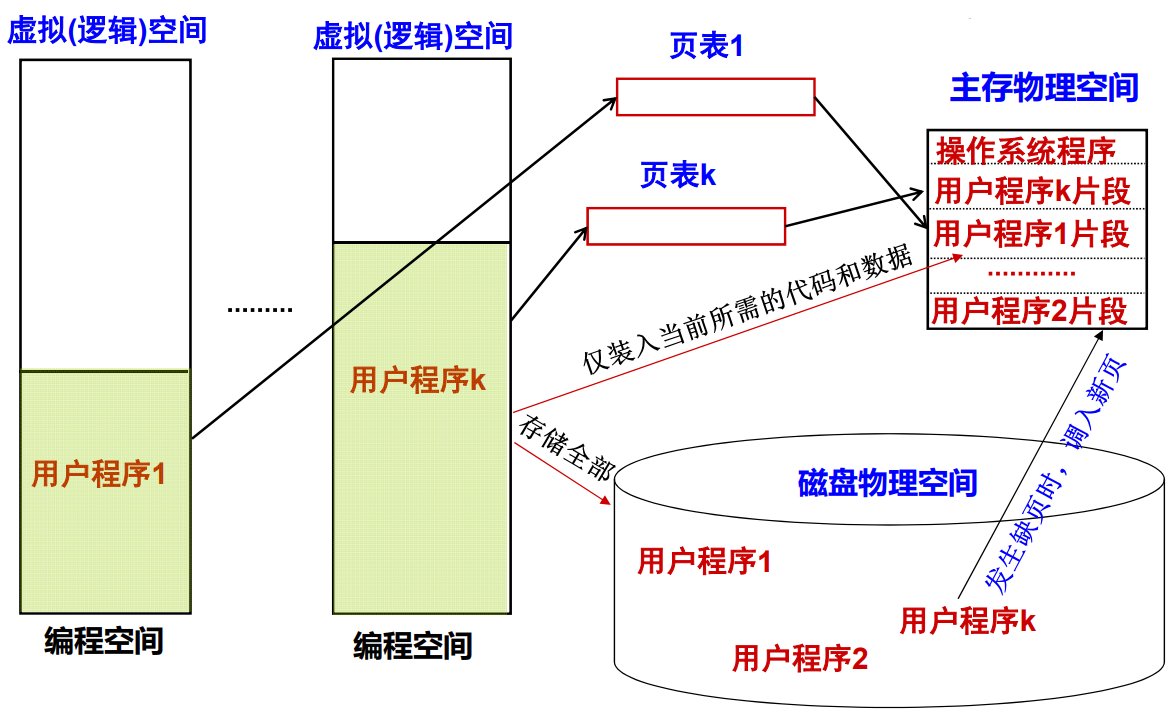 虚拟(逻辑)空间
虚拟(逻辑)空间
页表1
主存物理空间
操作系统程序
用户程序k片段
用户程序1片段
用户程序2片段
页表k
仅装入当前所需的代码和数据
用户程序k
用户程序1
存储全部
发生缺页时，调入新页
磁盘物理空间
用户程序1
用户程序k
用户程序2
编程空间
编程空间